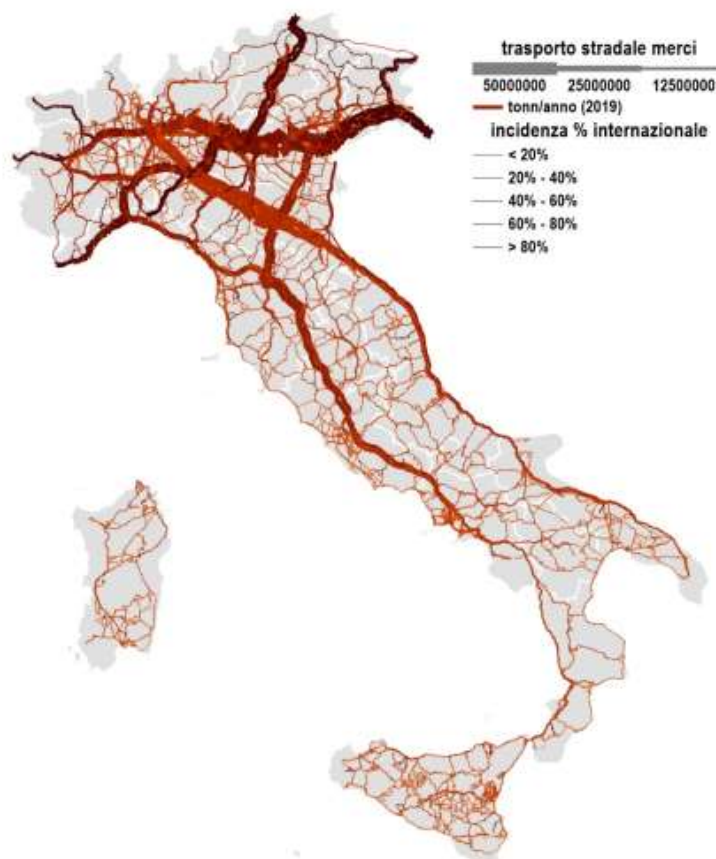 trasporto stradale merci
50000000 25000000 12500000
tonn/anno (2019)
incidenza % internazionale
< 20%
20% - 40%
40% - 60%
60% - 80%
> 80%